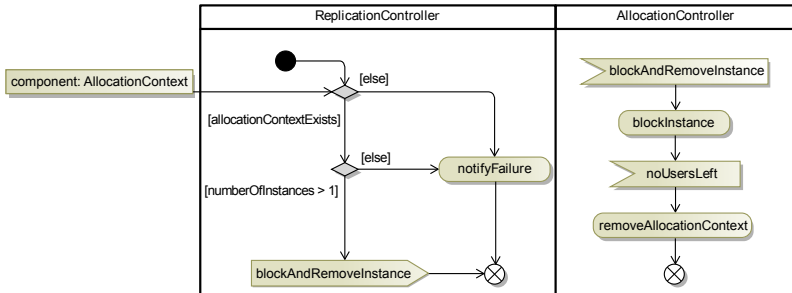 ReplicationController
AllocationController
component: AllocationContext
[else]
blockAndRemoveInstance
[allocationContextExists]
blockInstance
[else]
notifyFailure
noUsersLeft
[numberOfInstances > 1]
removeAllocationContext
blockAndRemoveInstance